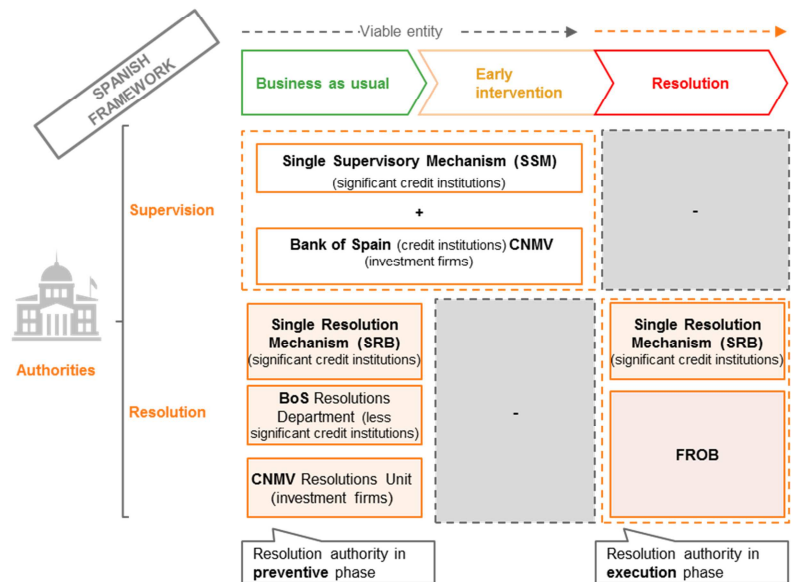 SPANISH
FRAMEWORK
Viable entity
Business as usual
Early
intervention
Resolution
Authorities
Supervision
Single Supervisory Mechanism (SSM)
(significant credit institutions)
+
Bank of Spain (credit institutions) CNMV
(investment firms)
-
Resolution
Single Resolution
Mechanism (SRB)
(significant credit institutions)
BoS Resolutions
Department (less
significant credit institutions)
CNMV Resolutions Unit
(investment firms)
-
Single Resolution
Mechanism (SRB)
(significant credit institutions)
FROB
Resolution authority in
preventive phase
Resolution authority in
execution phase